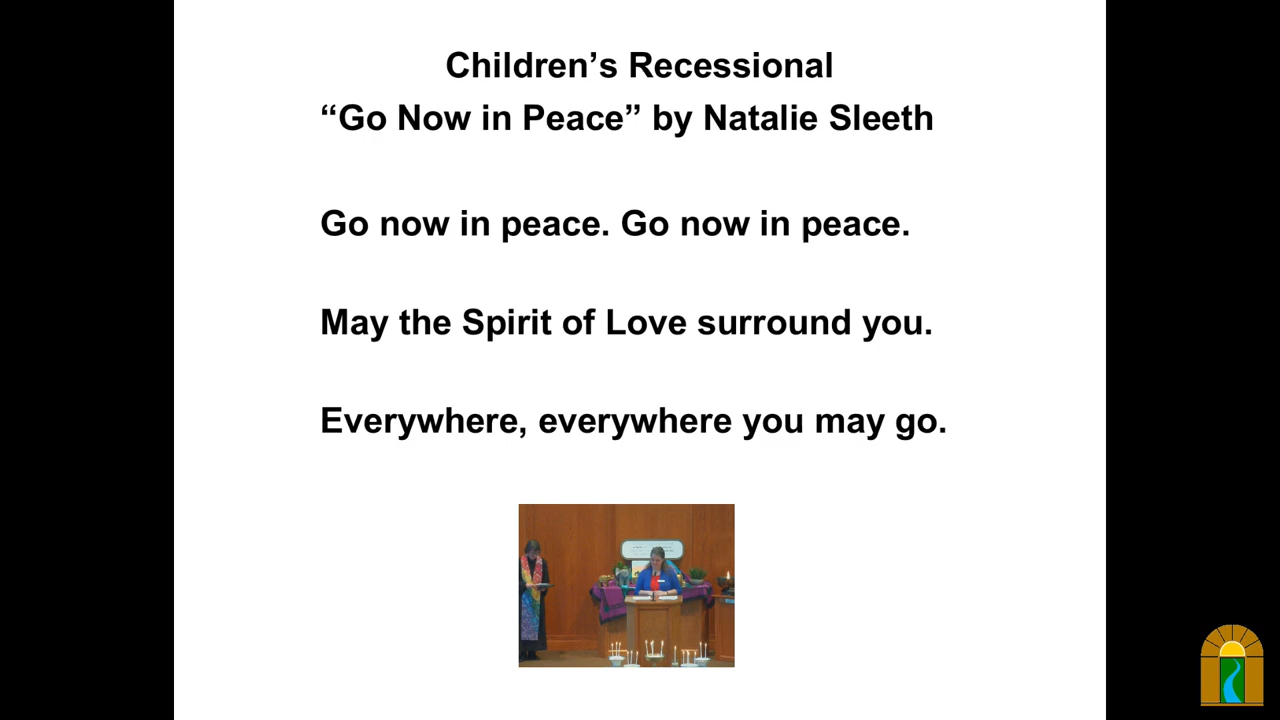 Children’s Recessional
“Go Now in Peace” by Natalie Sleeth
Go now in peace. Go now in peace.
May the Spirit of Love surround you.
Everywhere, everywhere you may go.